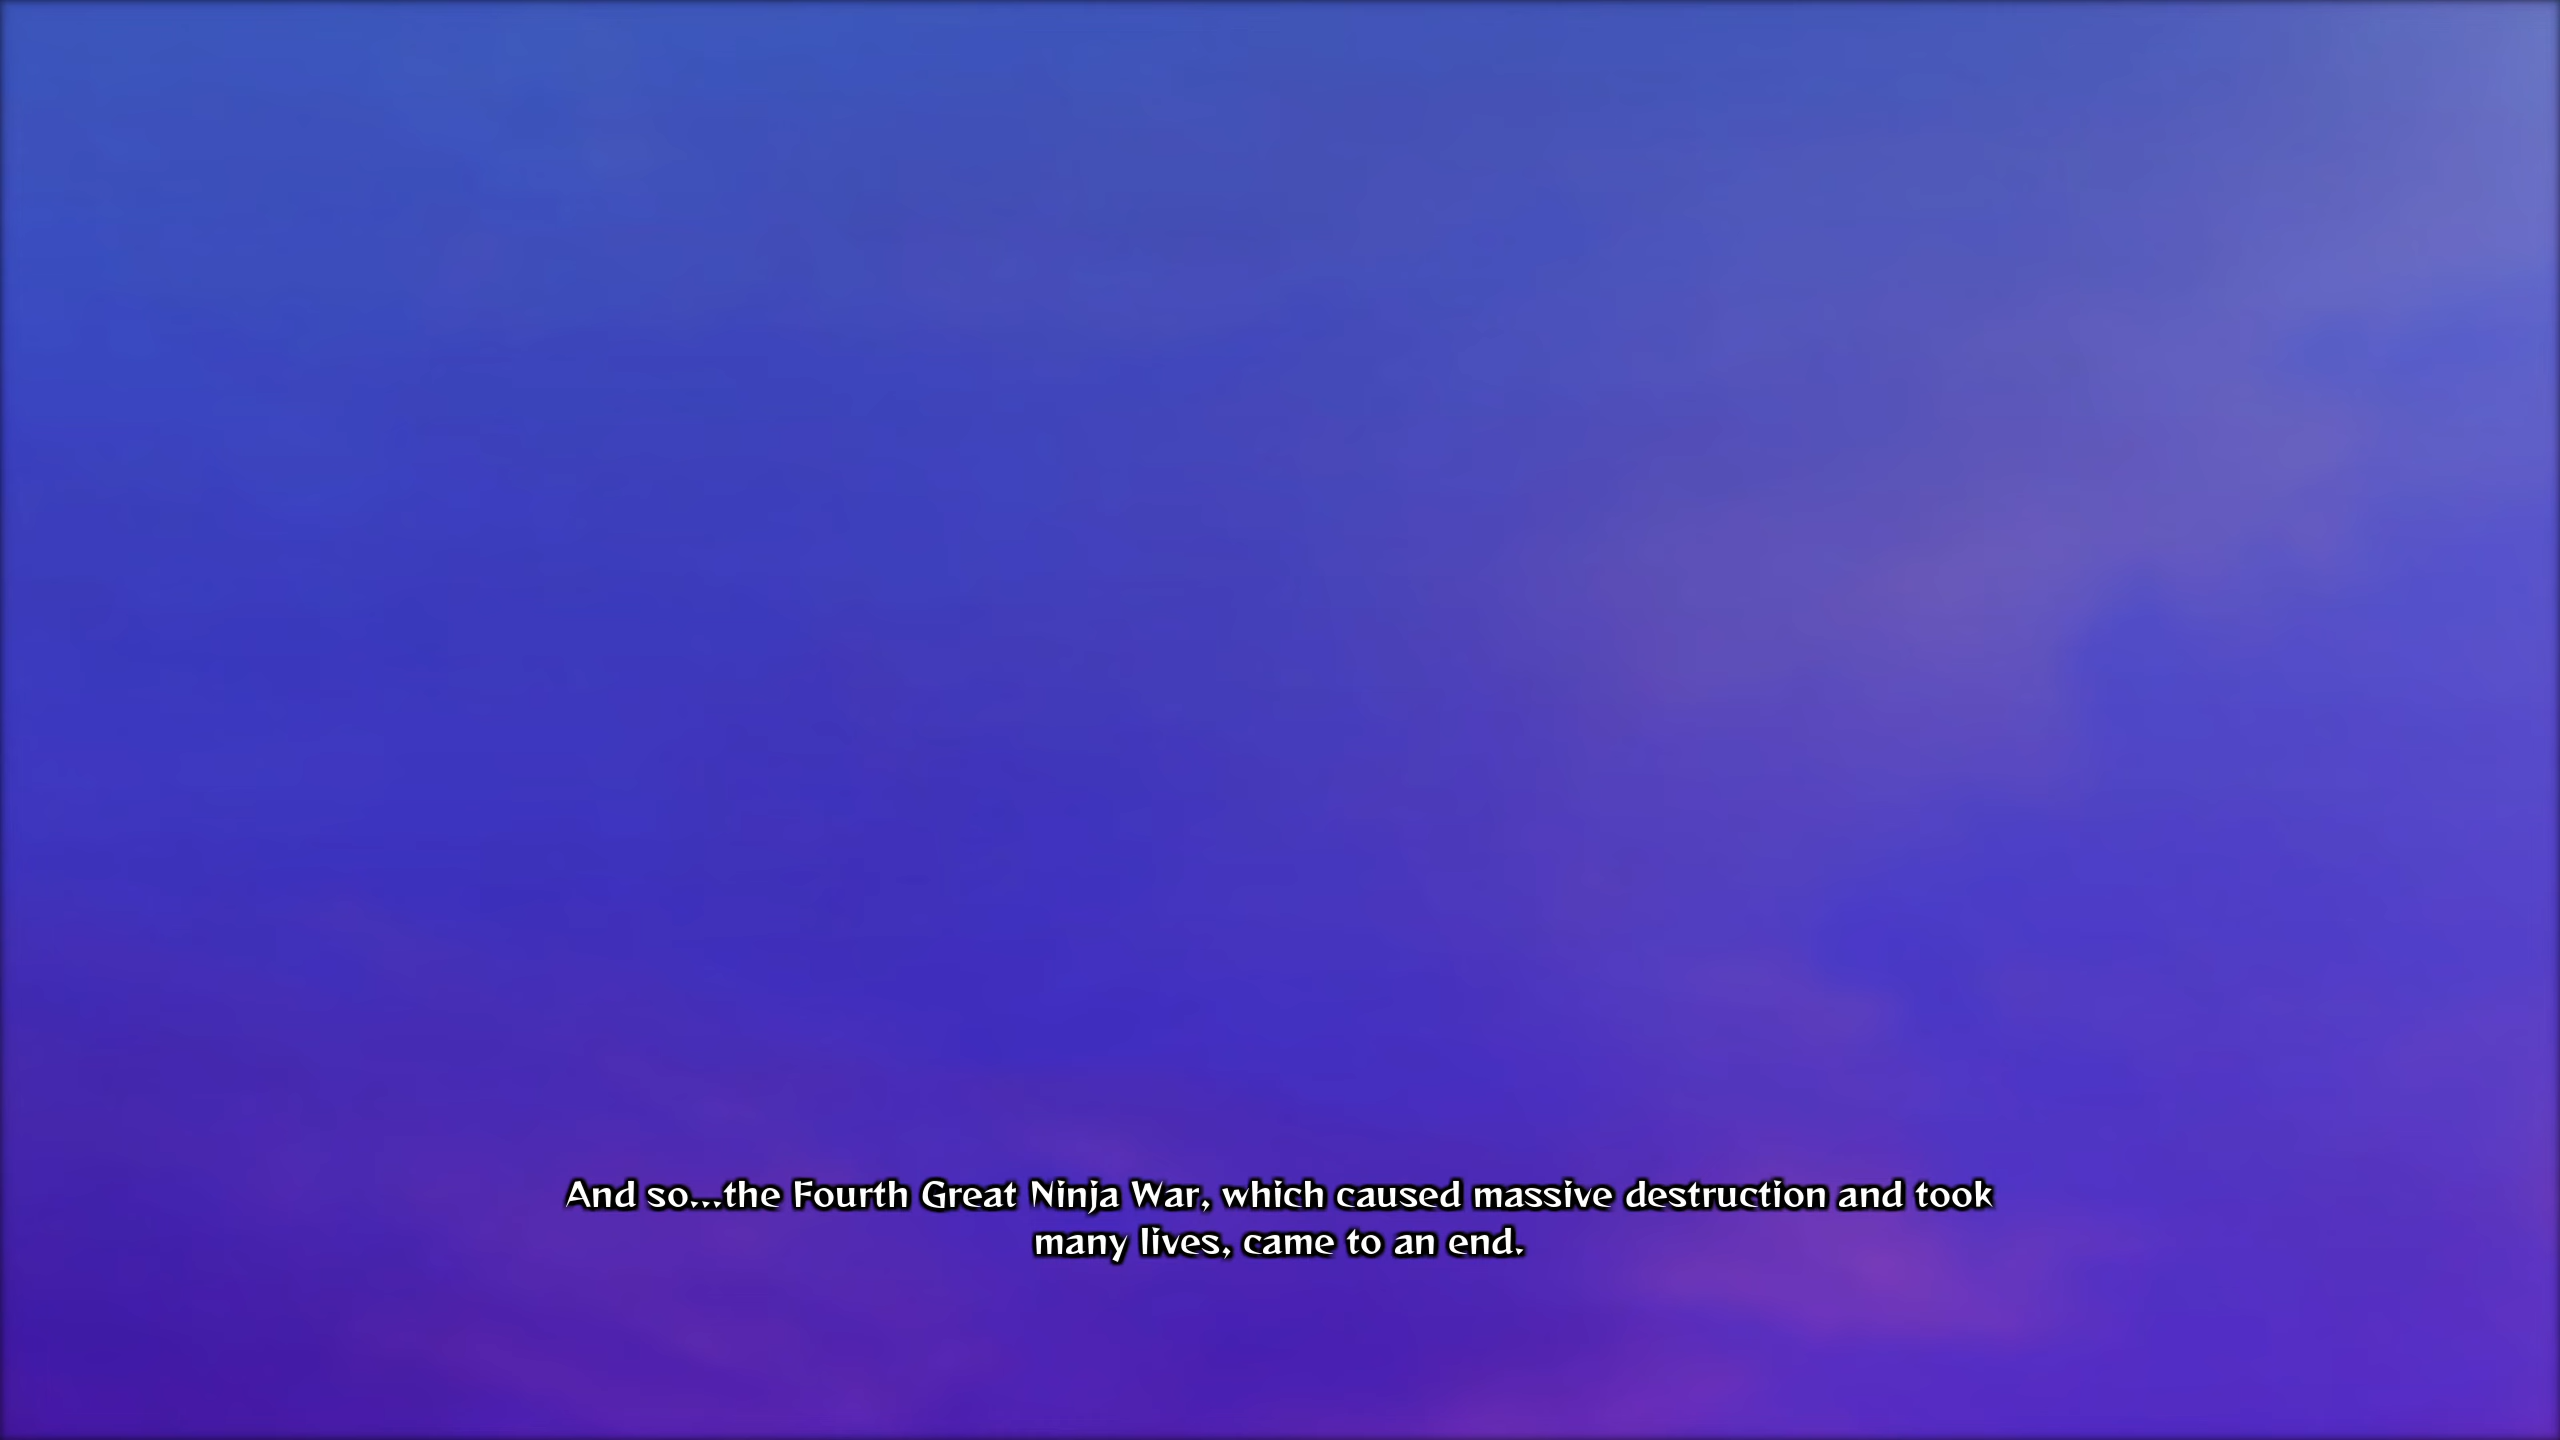 And so...the Fourth Great Ninja War, which caused massive destruction and took
many lives, came to an end.